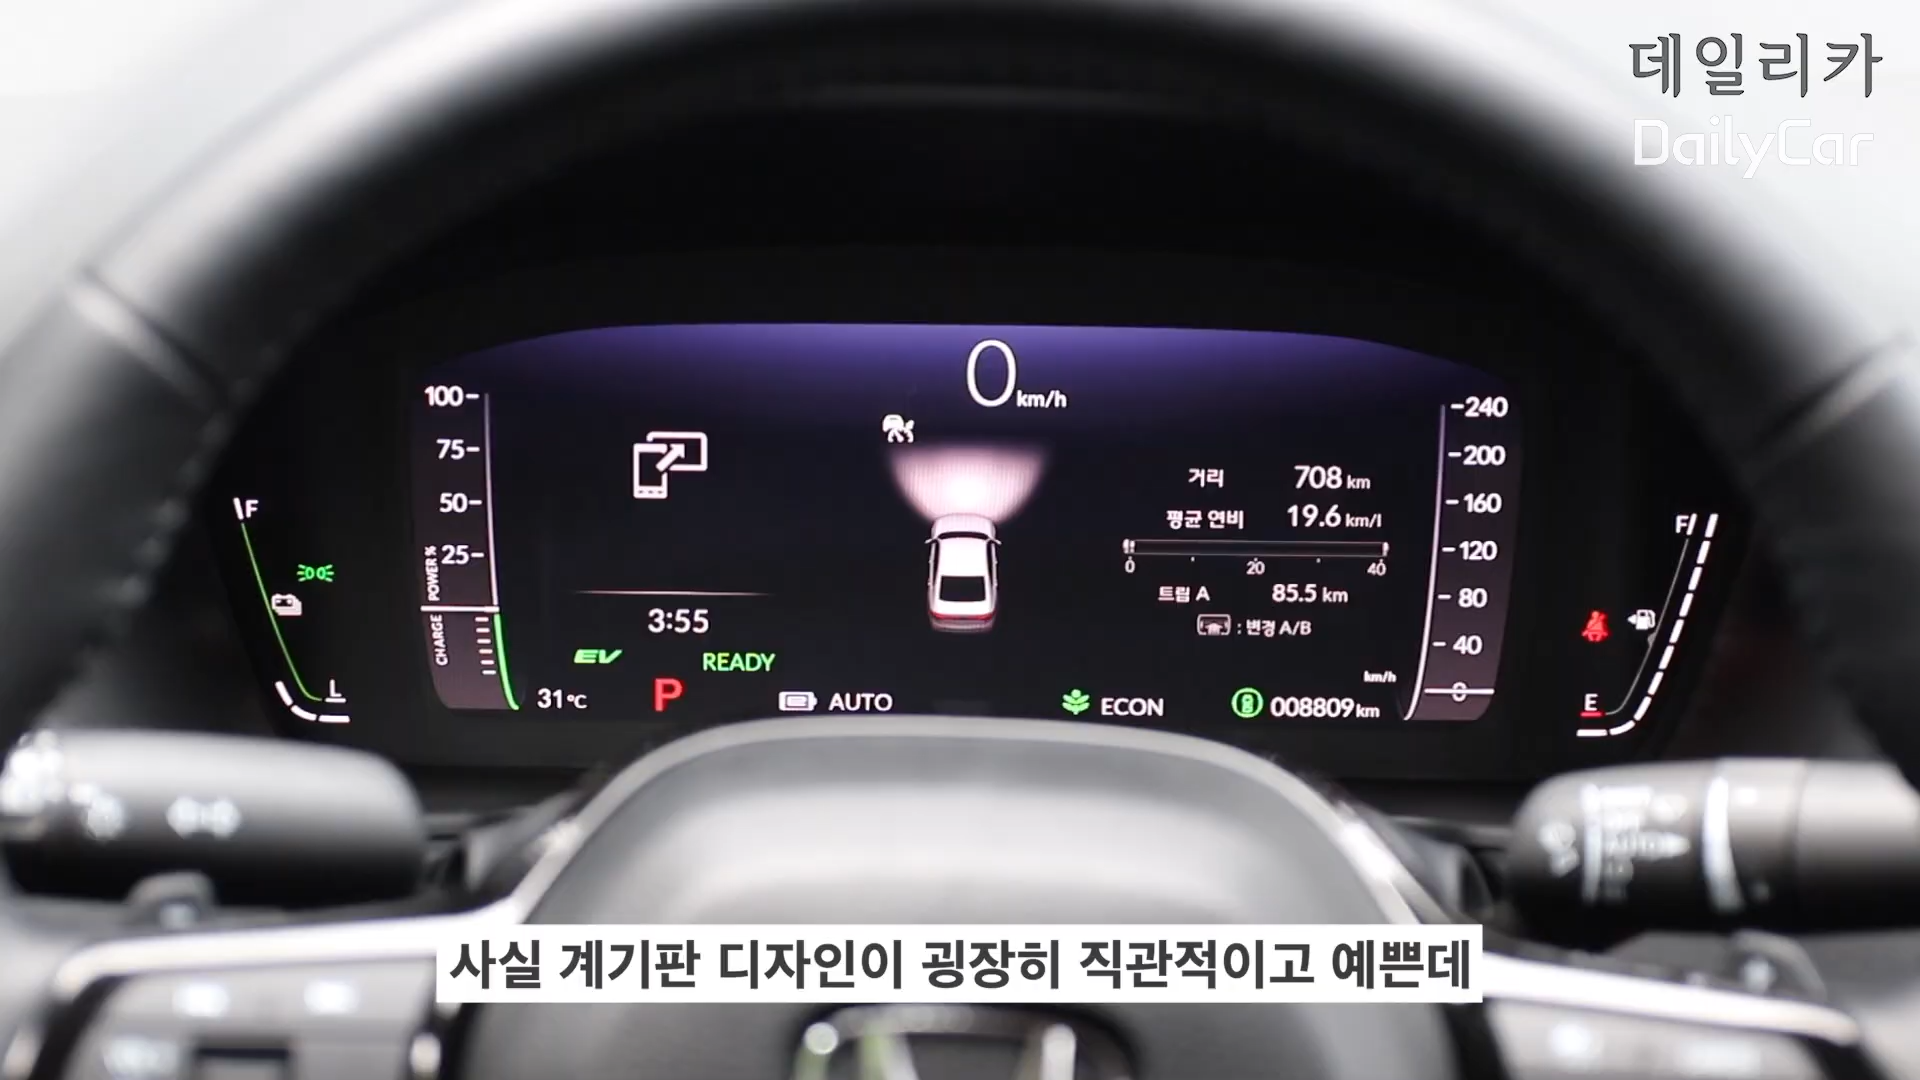 데일리카
DailyCar
0 km/h
100
75
50
25
POWER %
CHARGE
F
L
3:55
EV
READY
31°C
P
AUTO
거리 708 km
평균 연비 19.6 km/l
0 20 40
트립 A 85.5 km
: 변경 A/B
ECON
008809 km
240
200
160
120
80
40
0
km/h
F
E
AUTO
사실 계기판 디자인이 굉장히 직관적이고 예쁜데